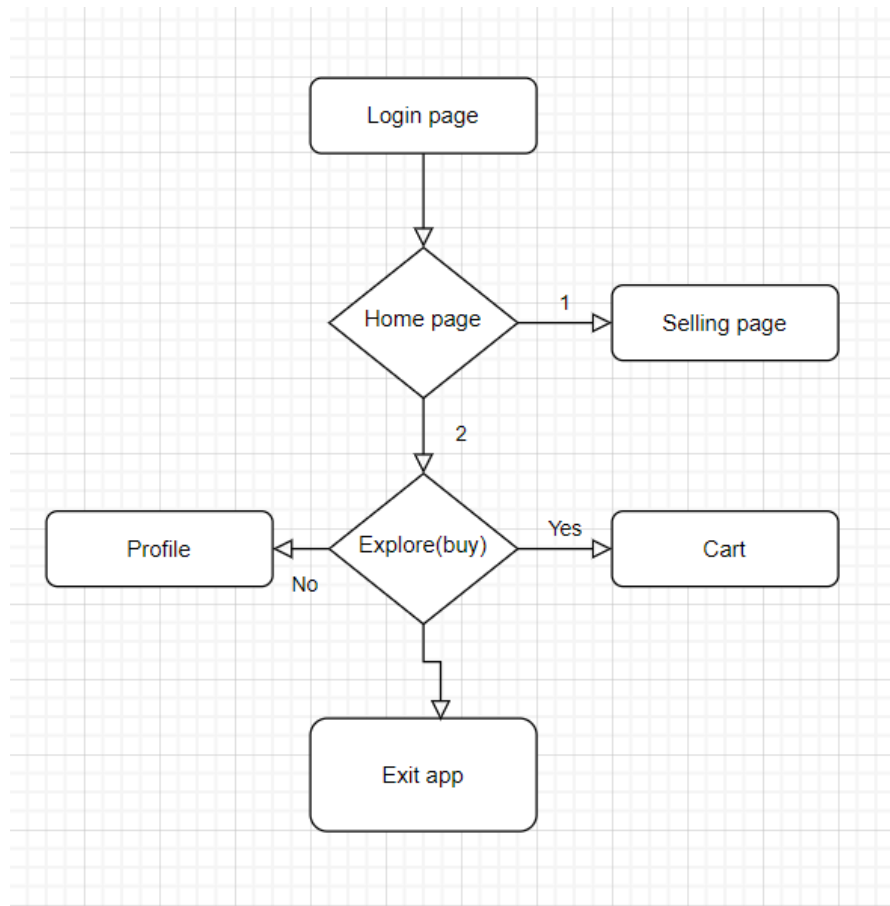 Login page
Home page
1
Selling page
2
Profile
No
Explore(buy)
Yes
Cart
Exit app